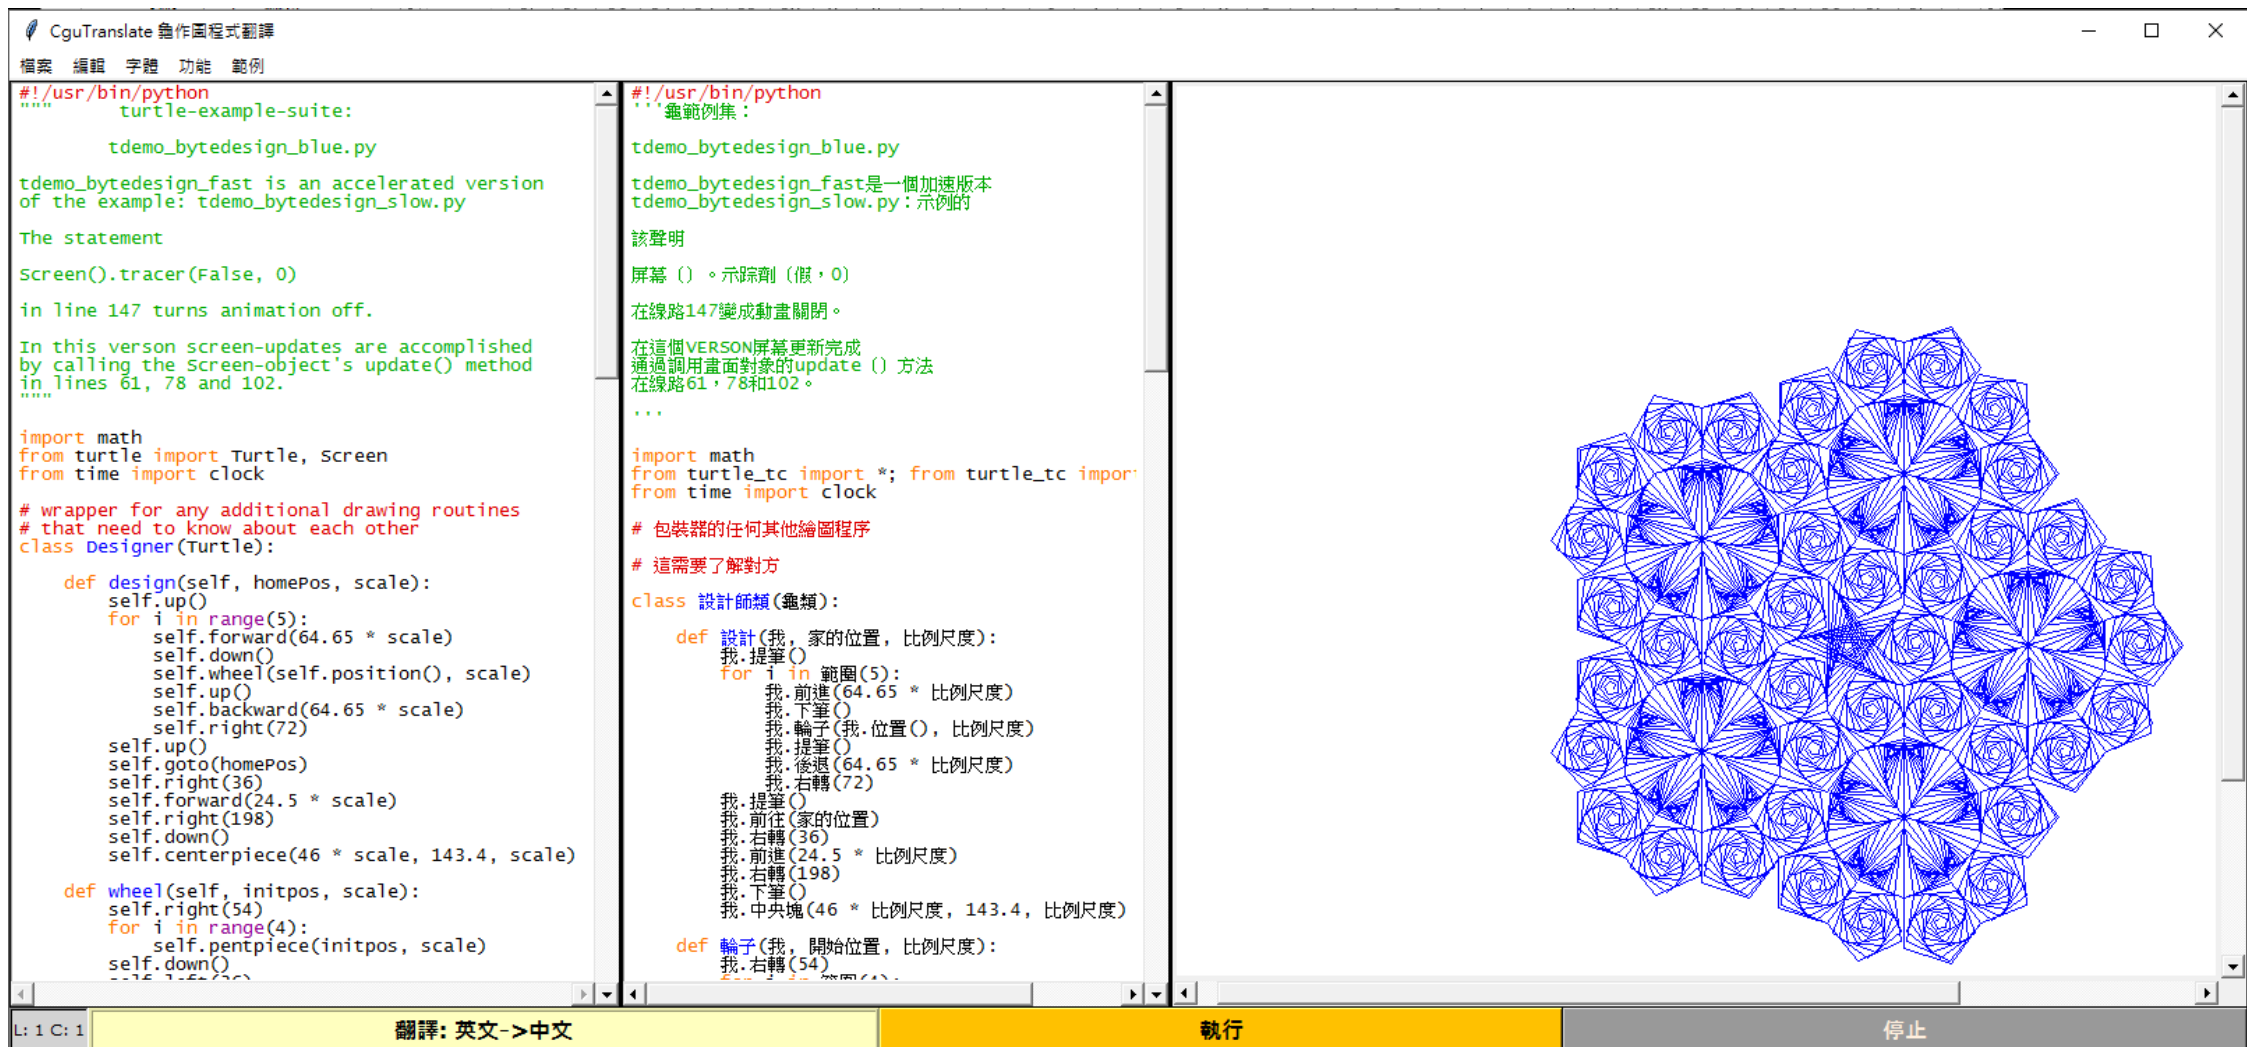 CguTranslate 龜作圖程式翻譯
檔案 編輯 字體 功能 範例
#!/usr/bin/python
""" turtle-example-suite:
tdemo_bytedesign_blue.py
tdemo_bytedesign_fast is an accelerated version
of the example: tdemo_bytedesign_slow.py
The statement
Screen().tracer(False, 0)
in line 147 turns animation off.
In this verson screen-updates are accomplished
by calling the Screen-object's update() method
in lines 61, 78 and 102.
"""
import math
from turtle import Turtle, Screen
from time import clock
# wrapper for any additional drawing routines
# that need to know about each other
class Designer(Turtle):
def design(self, homePos, scale):
self.up()
for i in range(5):
self.forward(64.65 * scale)
self.down()
self.wheel(self.position(), scale)
self.up()
self.backward(64.65 * scale)
self.right(72)
self.up()
self.goto(homePos)
self.right(36)
self.forward(24.5 * scale)
self.right(198)
self.down()
self.centerpiece(46 * scale, 143.4, scale)
def wheel(self, initpos, scale):
self.right(54)
for i in range(4):
self.pentpiece(initpos, scale)
self.down()
#!/usr/bin/python
'''龜範例集：
tdemo_bytedesign_blue.py
tdemo_bytedesign_fast是一個加速版本
tdemo_bytedesign_slow.py：示例的
該聲明
屏幕（）。示踪劑（假，0）
在線路147變成動畫關閉。
在這個VERSON屏幕更新完成
通過調用畫面對象的update（）方法
在線路61，78和102。
'''
import math
from turtle_tc import *; from turtle_tc impor
from time import clock
# 包裝器的任何其他繪圖程序
# 這需要了解對方
class 設計師類(龜類):
def 設計(我, 家的位置, 比例尺度):
我.提筆()
for i in 範圍(5):
我.前進(64.65 * 比例尺度)
我.下筆()
我.輪子(我.位置(), 比例尺度)
我.提筆()
我.後退(64.65 * 比例尺度)
我.右轉(72)
我.提筆()
我.前往(家的位置)
我.右轉(36)
我.前進(24.5 * 比例尺度)
我.右轉(198)
我.下筆()
我.中央塊(46 * 比例尺度, 143.4, 比例尺度)
def 輪子(我, 開始位置, 比例尺度):
我.右轉(54)
L: 1 C: 1
翻譯: 英文->中文
執行
停止